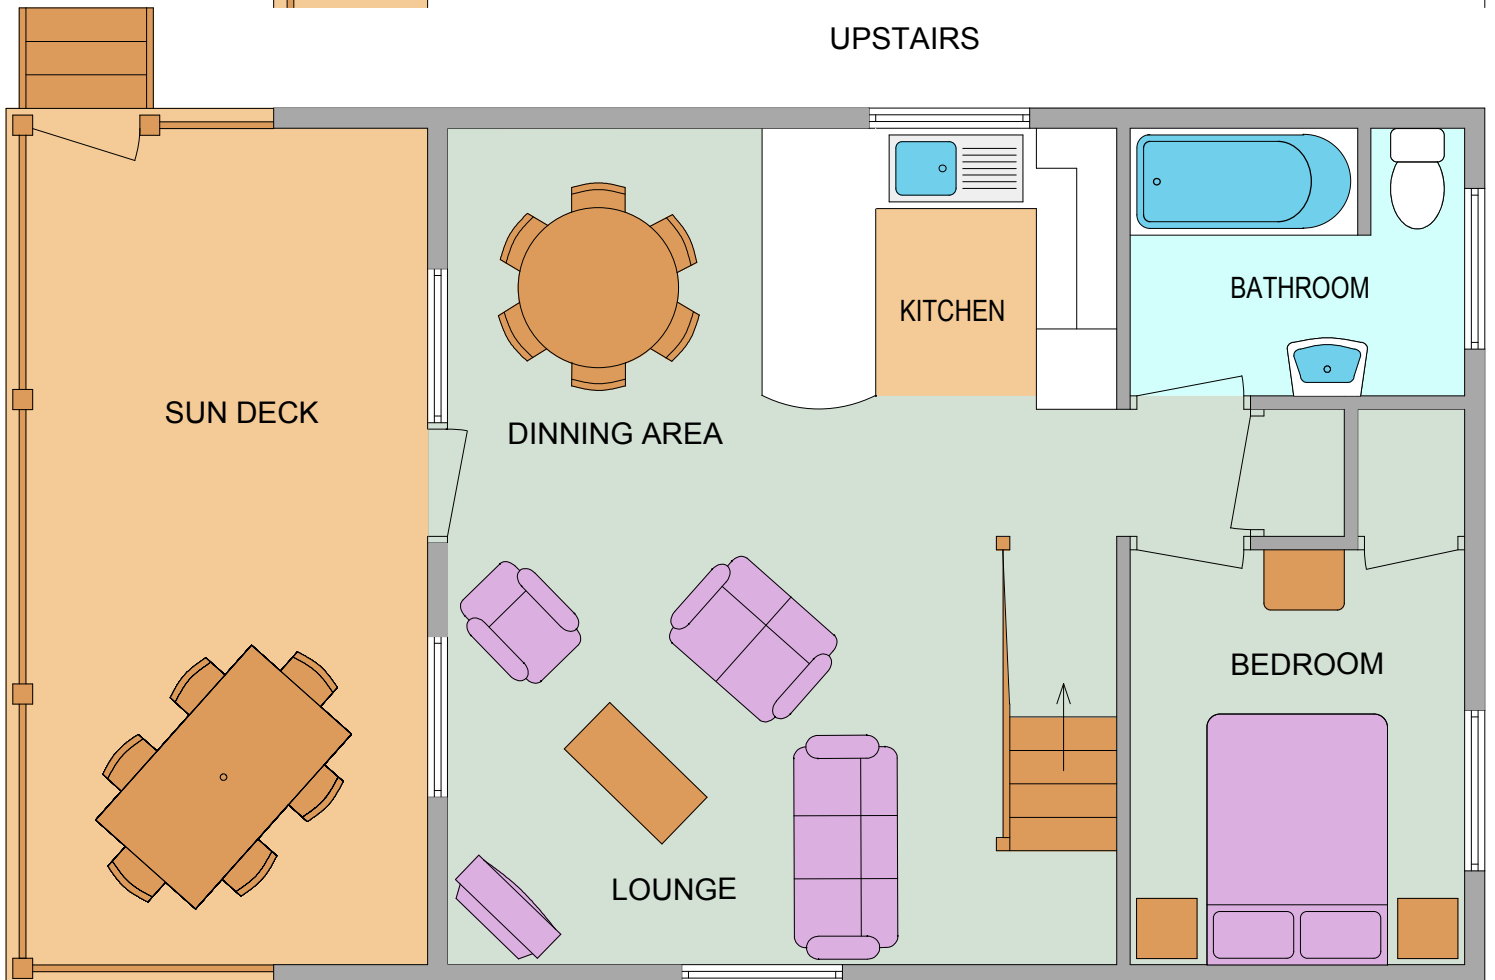 UPSTAIRS
BATHROOM
KITCHEN
SUN DECK
DINNING AREA
BEDROOM
LOUNGE